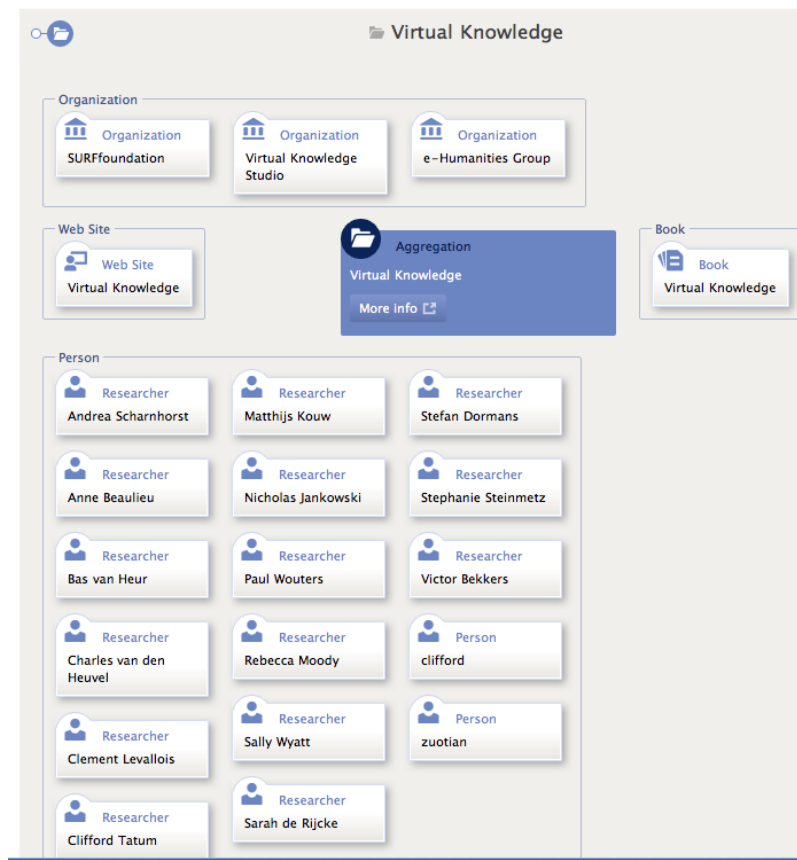 Virtual Knowledge
Organization
Organization
SURFfoundation
Organization
Virtual Knowledge
Studio
Organization
e-Humanities Group
Web Site
Web Site
Virtual Knowledge
Aggregation
Virtual Knowledge
More info
Book
Book
Virtual Knowledge
Person
Researcher
Andrea Scharnhorst
Researcher
Matthijs Kouw
Researcher
Stefan Dormans
Researcher
Anne Beaulieu
Researcher
Nicholas Jankowski
Researcher
Stephanie Steinmetz
Researcher
Bas van Heur
Researcher
Paul Wouters
Researcher
Victor Bekkers
Researcher
Charles van den
Heuvel
Researcher
Rebecca Moody
Person
clifford
Researcher
Clement Levallois
Researcher
Sally Wyatt
Person
zuotian
Researcher
Clifford Tatum
Researcher
Sarah de Rijcke